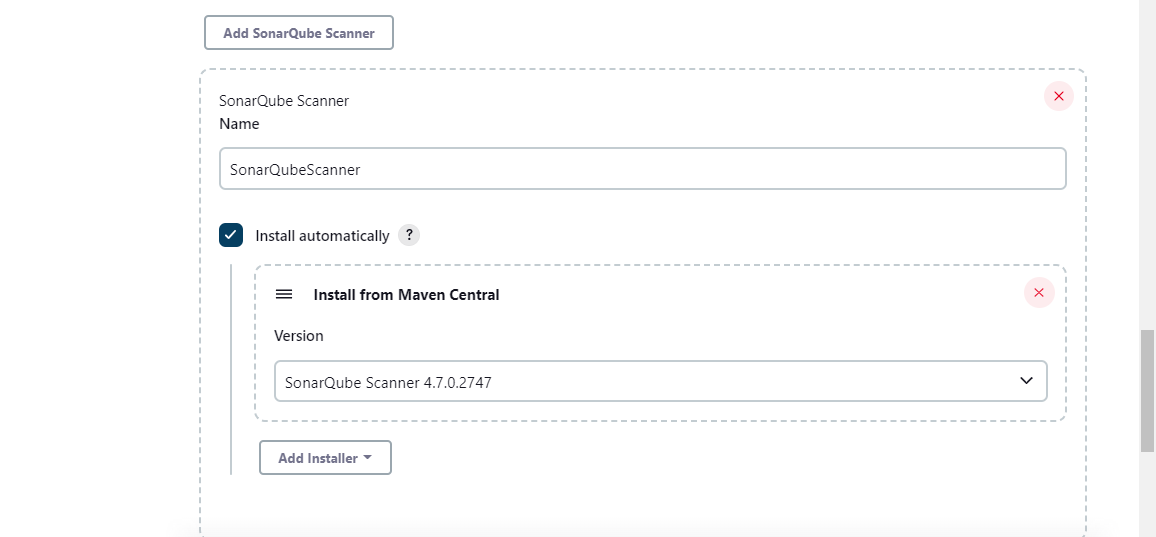 Add SonarQube Scanner
SonarQube Scanner
Name
SonarQubeScanner
Install automatically ?
Install from Maven Central
Version
SonarQube Scanner 4.7.0.2747
Add Installer